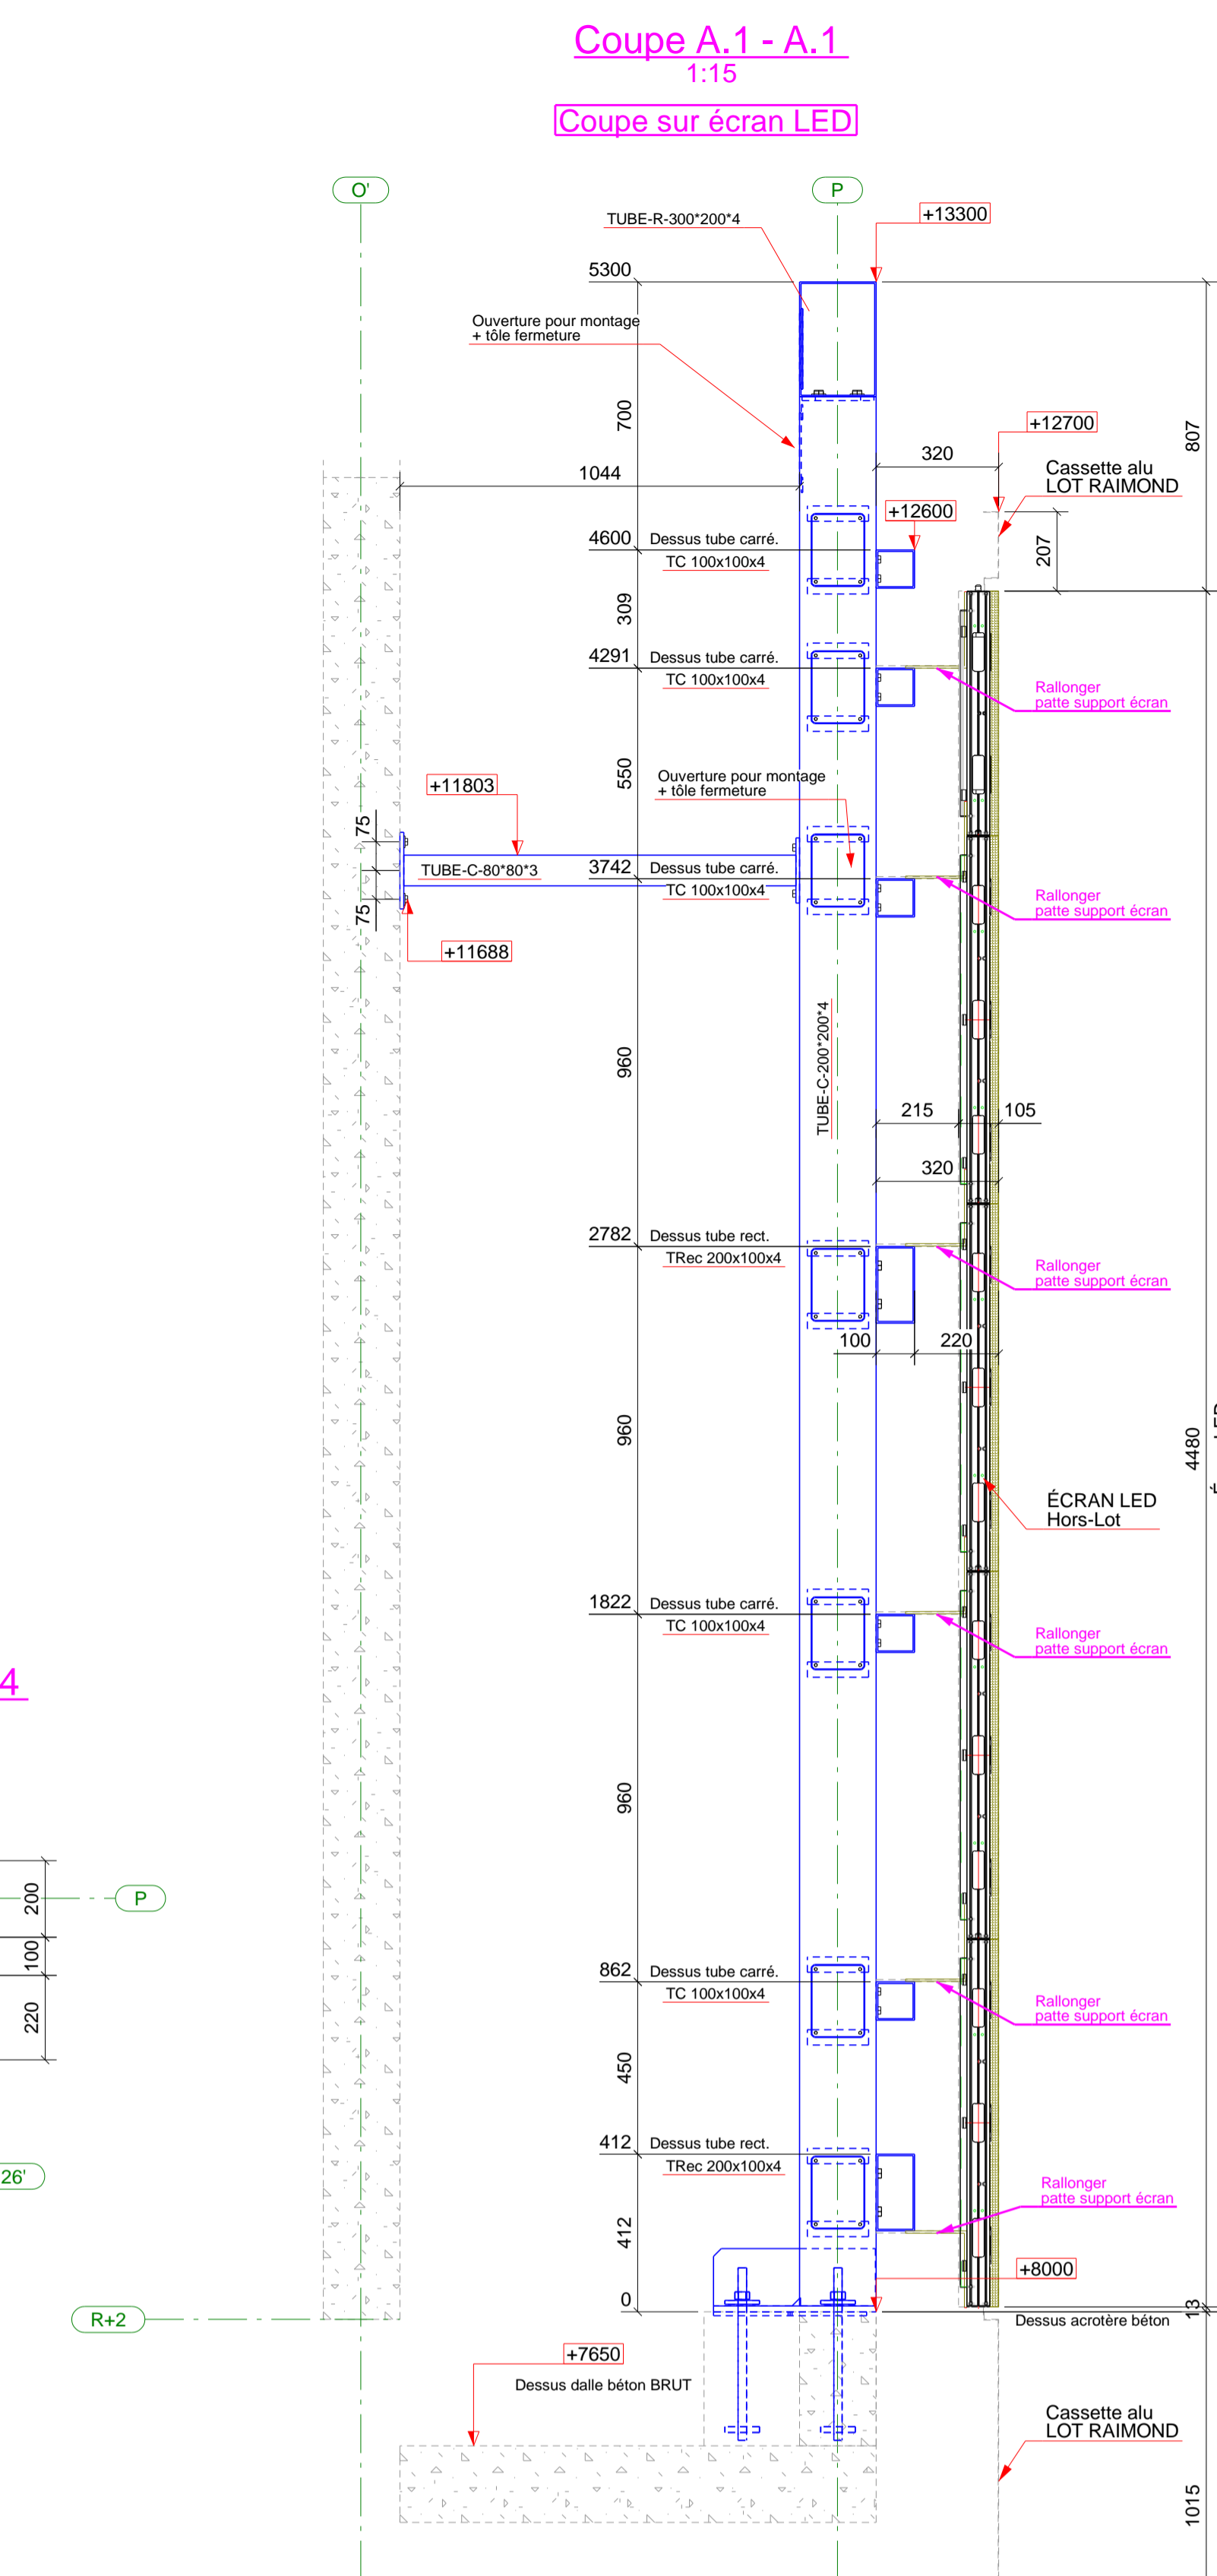 Coupe A.1 - A.1
1:15
Coupe sur écran LED
O'
P
TUBE-R-300*200*4
+13300
5300
Ouverture pour montage
+ tôle fermeture
700
807
+12700
320
1044
Cassette alu
LOT RAIMOND
+12600
4600
Dessus tube carré.
TC 100x100x4
207
309
4291
Dessus tube carré.
TC 100x100x4
Rallonger
patte support écran
550
Ouverture pour montage
+ tôle fermeture
+11803
75
TUBE-C-80*80*3
3742
Dessus tube carré.
TC 100x100x4
Rallonger
patte support écran
75
+11688
960
TUBE-C-200*200*4
215
105
320
2782
Dessus tube rect.
TRec 200x100x4
Rallonger
patte support écran
100
220
960
4480
ÉCRAN LED
Hors-Lot
1822
Dessus tube carré.
TC 100x100x4
Rallonger
patte support écran
4
960
200
P
100
220
862
Dessus tube carré.
TC 100x100x4
Rallonger
patte support écran
450
26'
412
Dessus tube rect.
TRec 200x100x4
Rallonger
patte support écran
412
+8000
0
13
R+2
Dessus acrotère béton
+7650
Dessus dalle béton BRUT
Cassette alu
LOT RAIMOND
1015